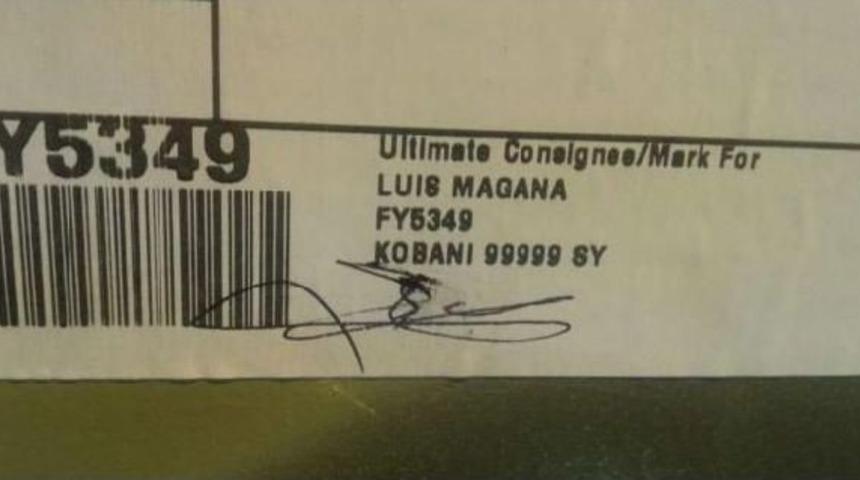 Y5349
Ultimate Consignee/Mark For
LUIS MAGANA
FY5349
KOBANI 99999 SY